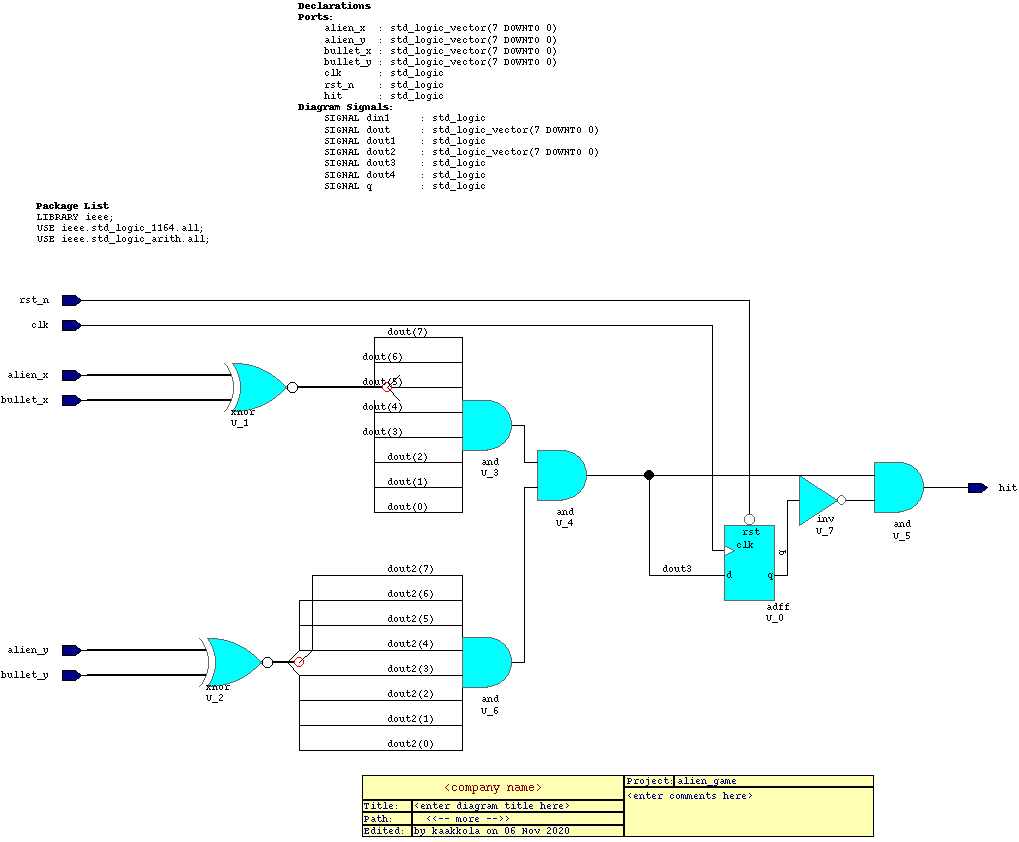 Declarations
Ports:
alien_x : std_logic_vector(7 DOWNTO 0)
alien_y : std_logic_vector(7 DOWNTO 0)
bullet_x : std_logic_vector(7 DOWNTO 0)
bullet_y : std_logic_vector(7 DOWNTO 0)
clk : std_logic
rst_n : std_logic
hit : std_logic
Diagram Signals:
SIGNAL din1 : std_logic
SIGNAL dout : std_logic_vector(7 DOWNTO 0)
SIGNAL dout1 : std_logic
SIGNAL dout2 : std_logic_vector(7 DOWNTO 0)
SIGNAL dout3 : std_logic
SIGNAL dout4 : std_logic
SIGNAL q : std_logic
Package List
LIBRARY ieee;
USE ieee.std_logic_1164.all;
USE ieee.std_logic_arith.all;
rst_n
clk
alien_x
bullet_x
xnor
U_1
dout(7)
dout(6)
dout(5)
dout(4)
dout(3)
dout(2)
dout(1)
dout(0)
and
U_3
and
U_4
rst
clk
d
q
q
dout3
adff
U_0
inv
U_7
and
U_5
hit
alien_y
bullet_y
xnor
U_2
dout2(7)
dout2(6)
dout2(5)
dout2(4)
dout2(3)
dout2(2)
dout2(1)
dout2(0)
and
U_6
<company name>
Title: <enter diagram title here>
Path: <<-- more -->>
Edited: by kaakkola on 06 Nov 2020
Project: alien_game
<enter comments here>